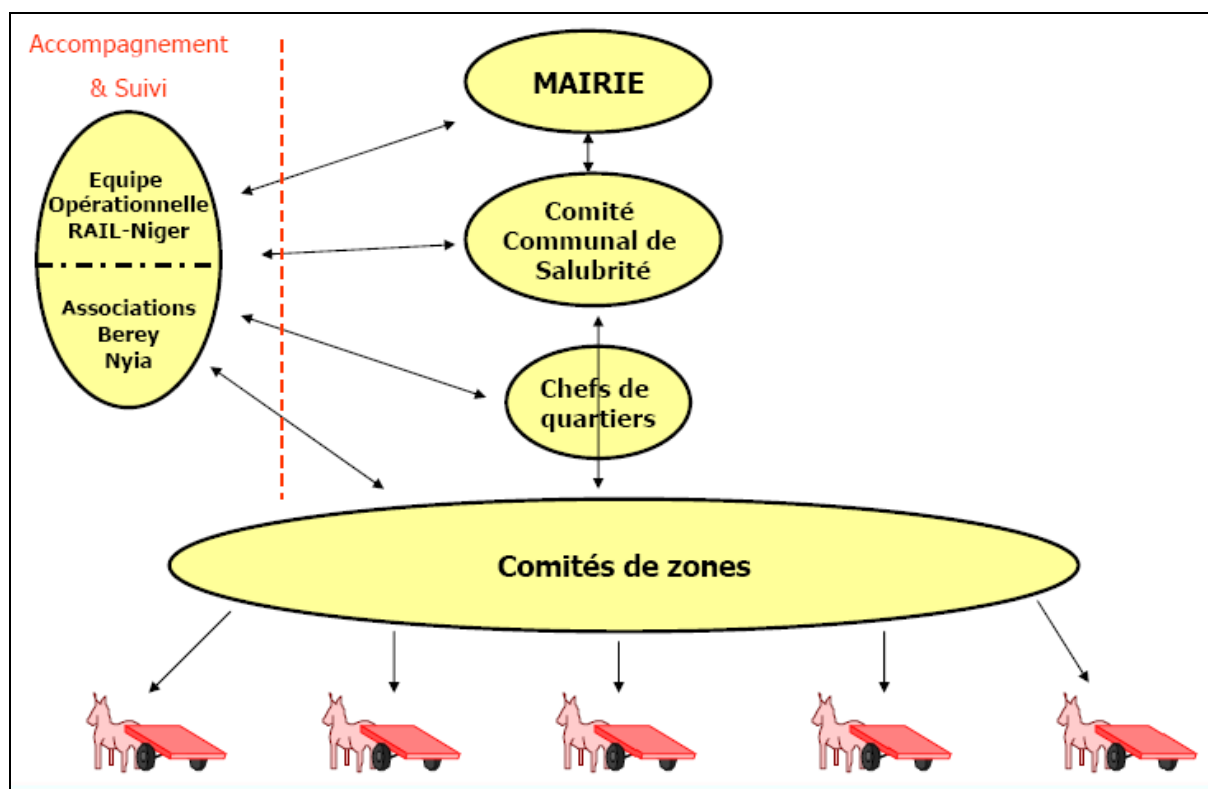 Accompagnement
& Suivi
Equipe
Opérationnelle
RAIL-Niger
Associations
Berey
Nyia
MAIRIE
Comité
Communal de
Salubrité
Chefs de
quartiers
Comités de zones